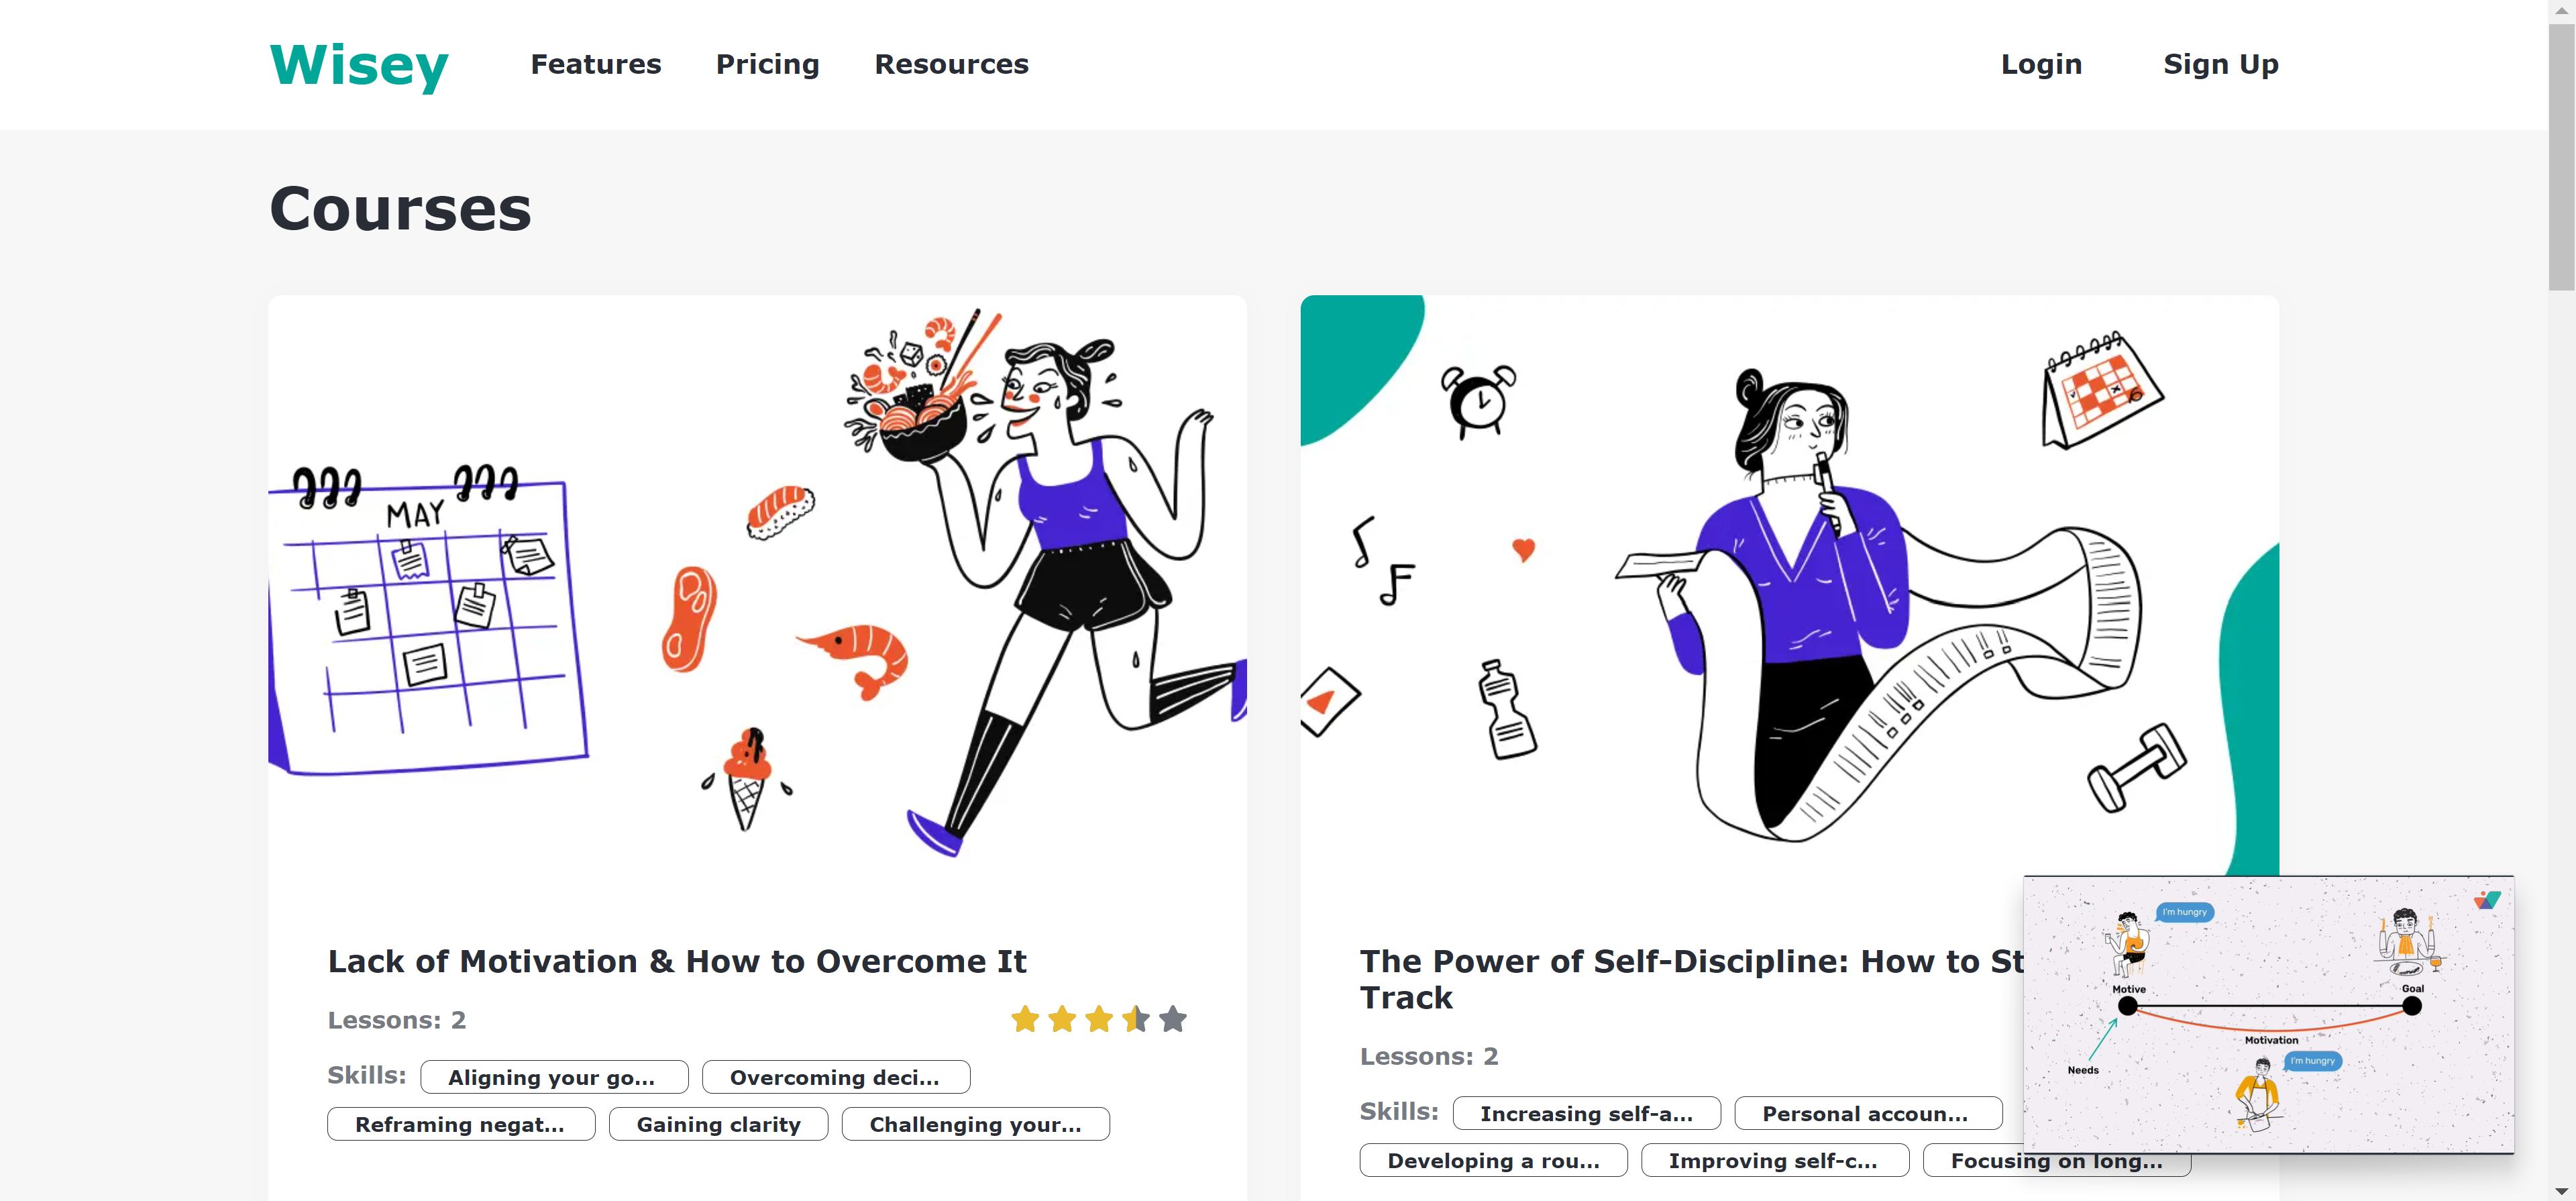 Wisey
Features
Pricing
Resources
Login
Sign Up
Courses
MAY
Lack of Motivation & How to Overcome It
Lessons: 2
Skills:
Aligning your go...
Overcoming deci...
Reframing negat...
Gaining clarity
Challenging your...
The Power of Self-Discipline: How to St
Track
Lessons: 2
Skills:
Increasing self-a...
Personal accoun...
Developing a rou...
Improving self-c...
Focusing on long...
I'm hungry
Motive
Goal
Motivation
I'm hungry
Needs